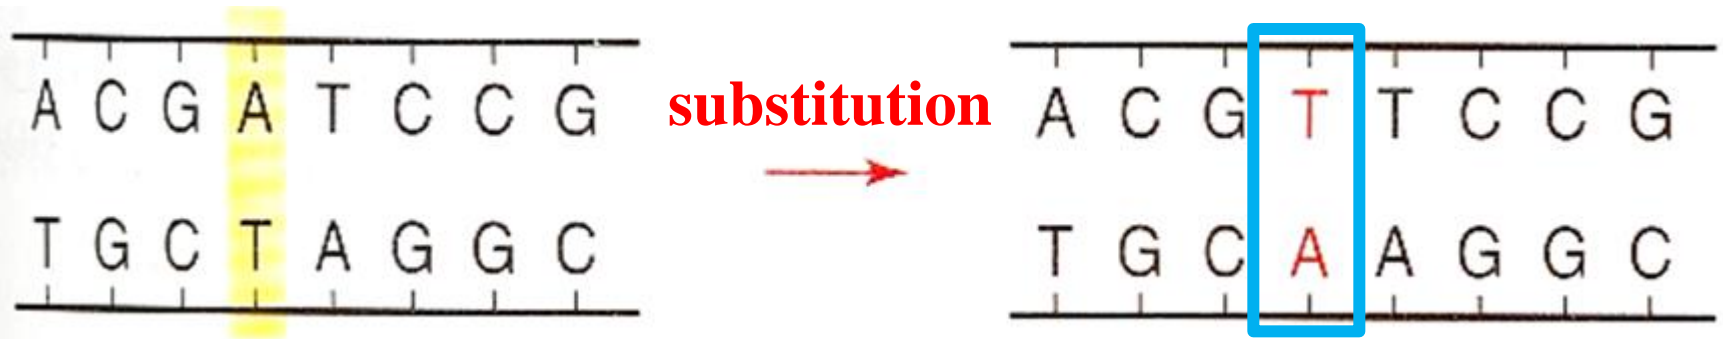 A C G A T C C G
T G C T A G G C
substitution
A C G T T C C G
T G C A A G G C